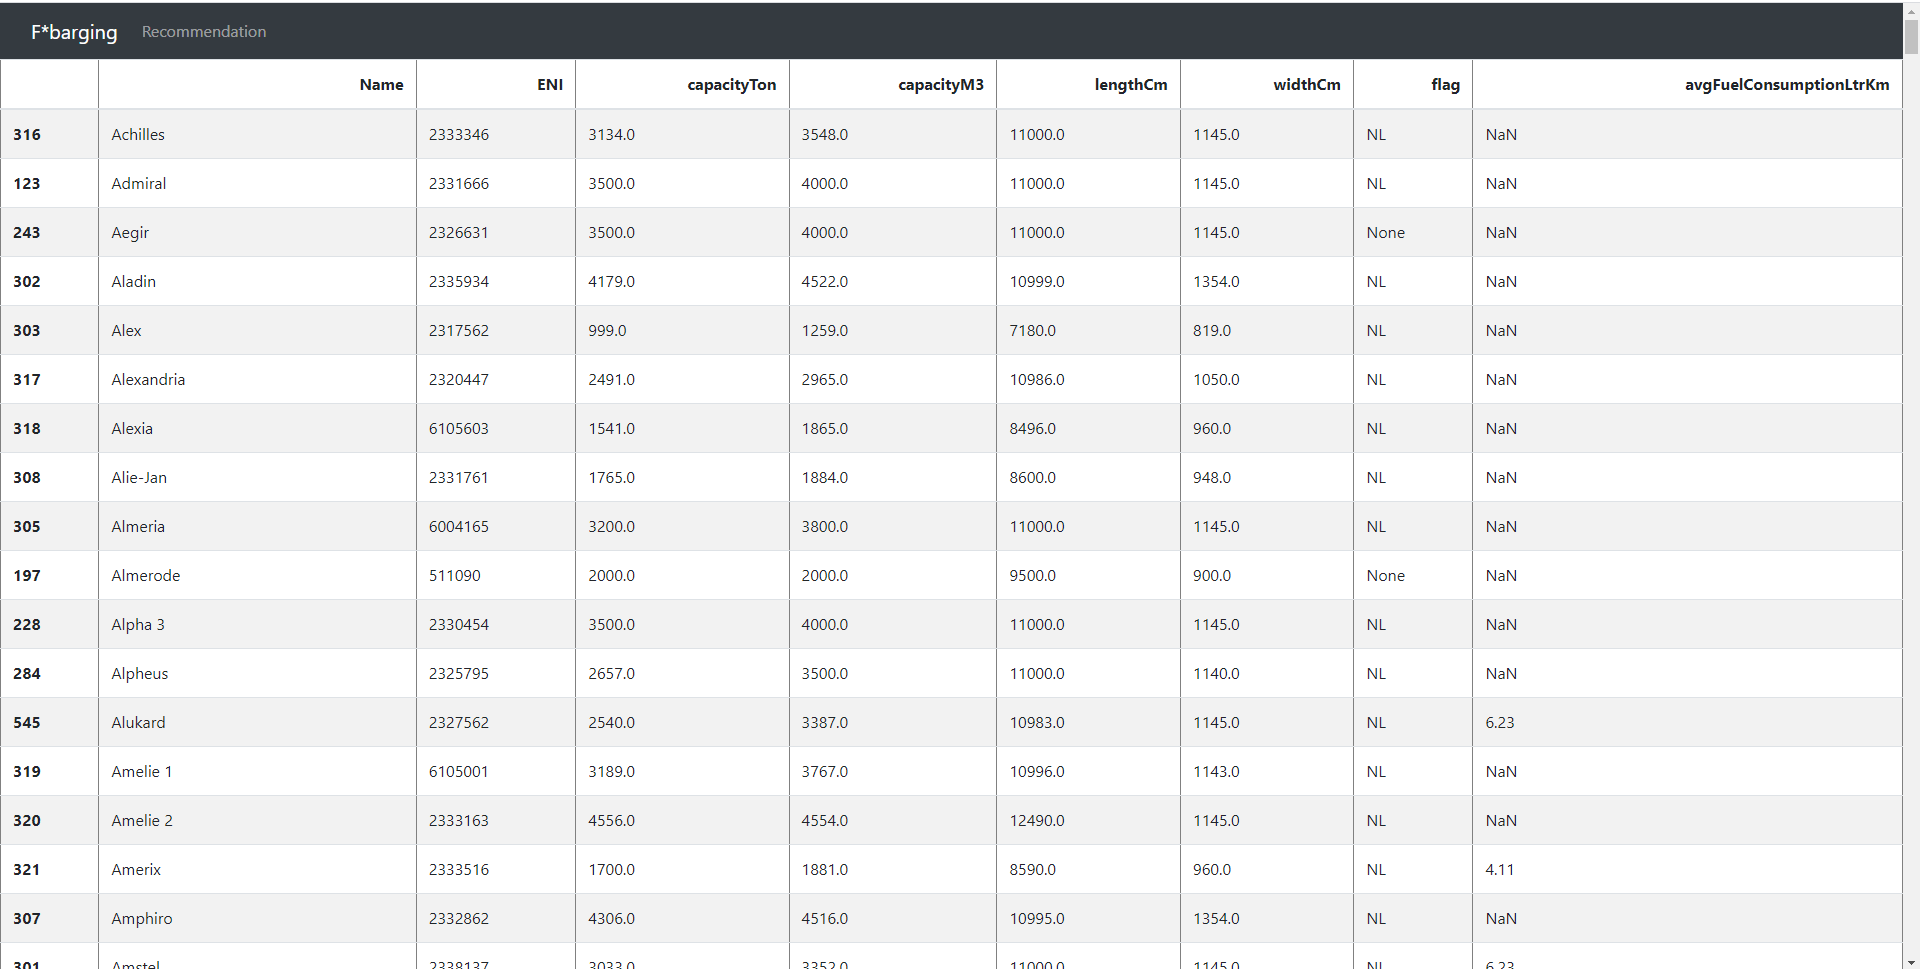 F*barging Recommendation
Name ENI capacityTon capacityM3 lengthCm widthCm flag avgFuelConsumptionLtrKm
316 Achilles 2333346 3134.0 3548.0 11000.0 1145.0 NL NaN
123 Admiral 2331666 3500.0 4000.0 11000.0 1145.0 NL NaN
243 Aegir 2326631 3500.0 4000.0 11000.0 1145.0 None NaN
302 Aladin 2335934 4179.0 4522.0 10999.0 1354.0 NL NaN
303 Alex 2317562 999.0 1259.0 7180.0 819.0 NL NaN
317 Alexandria 2320447 2491.0 2965.0 10986.0 1050.0 NL NaN
318 Alexia 6105603 1541.0 1865.0 8496.0 960.0 NL NaN
308 Alie-Jan 2331761 1765.0 1884.0 8600.0 948.0 NL NaN
305 Almeria 6004165 3200.0 3800.0 11000.0 1145.0 NL NaN
197 Almerode 511090 2000.0 2000.0 9500.0 900.0 None NaN
228 Alpha 3 2330454 3500.0 4000.0 11000.0 1145.0 NL NaN
284 Alpheus 2325795 2657.0 3500.0 11000.0 1140.0 NL NaN
545 Alukard 2327562 2540.0 3387.0 10983.0 1145.0 NL 6.23
319 Amelie 1 6105001 3189.0 3767.0 10996.0 1143.0 NL NaN
320 Amelie 2 2333163 4556.0 4554.0 12490.0 1145.0 NL NaN
321 Amerix 2333516 1700.0 1881.0 8590.0 960.0 NL 4.11
307 Amphiro 2332862 4306.0 4516.0 10995.0 1354.0 NL NaN
301 Amstel 2338137 3033.0 3352.0 11000.0 1145.0 NL 6.23